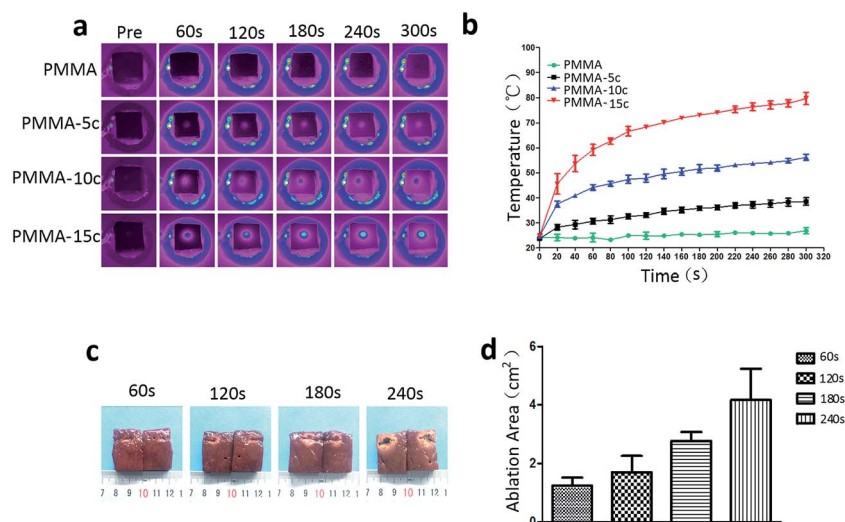 a
Pre 60s 120s 180s 240s 300s
PMMA
PMMA-5c
PMMA-10c
PMMA-15c
b
Temperature (℃)
100
90
80
70
60
50
40
30
20
PMMA
PMMA-5c
PMMA-10c
PMMA-15c
0 20 40 60 80 100 120 140 160 180 200 220 240 260 280 300 320
Time (s)
c
60s 120s 180s 240s
7 8 9 10 11 12 1 7 8 9 10 11 12 1 7 8 9 10 11 12 1 7 8 9 10 11 12 1
d
Ablation Area (cm²)
6
4
2
0
60s
120s
180s
240s